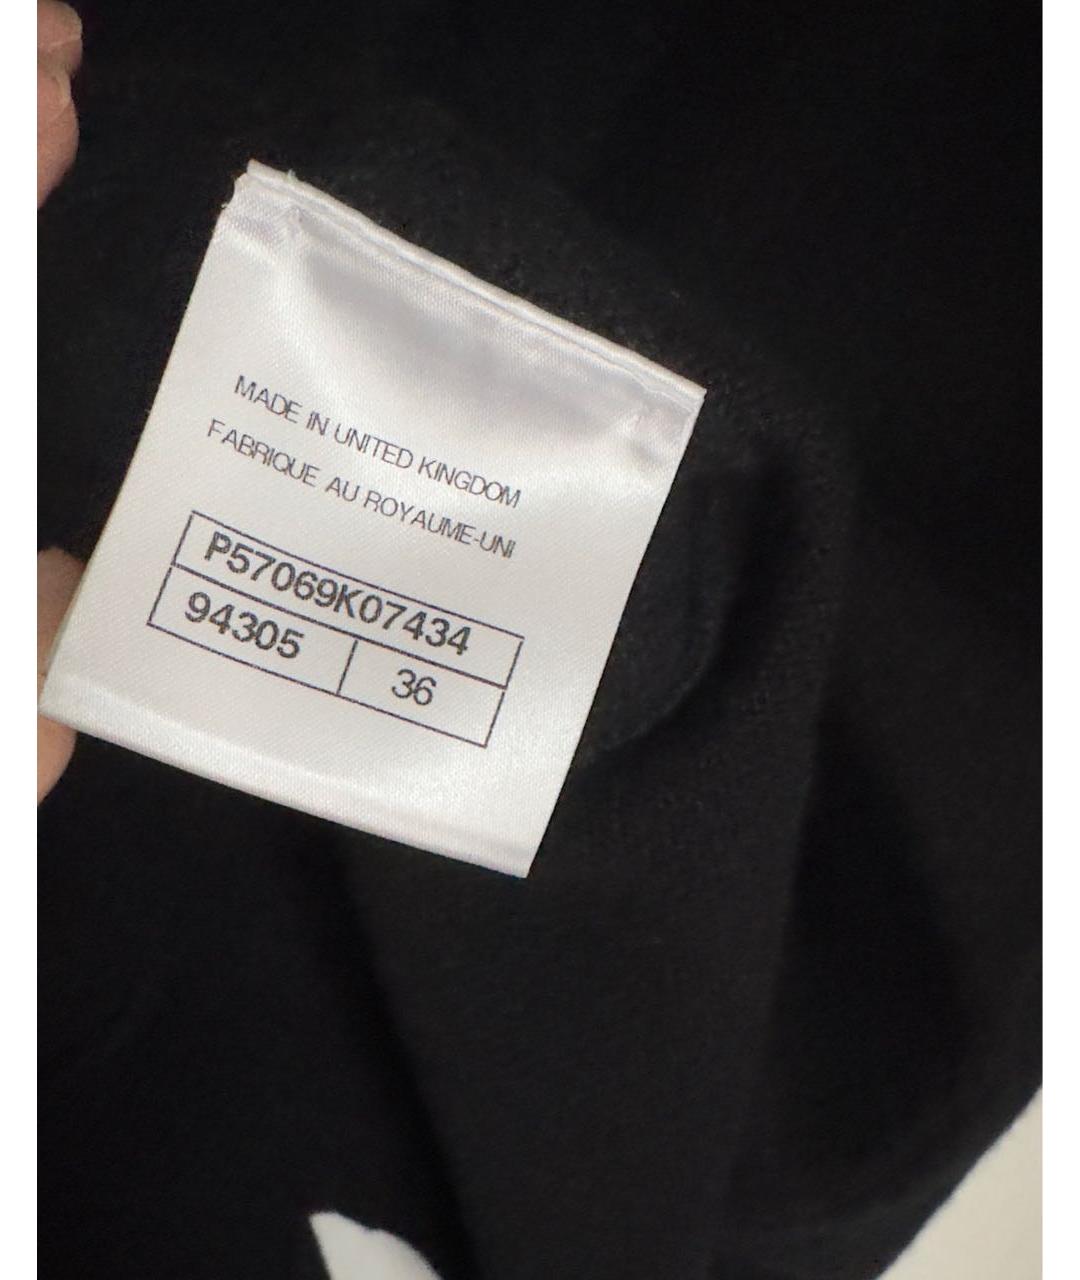 MADE IN UNITED KINGDOM
FABRIQUE AU ROYAUME-UNI
P57069K07434
94305 36